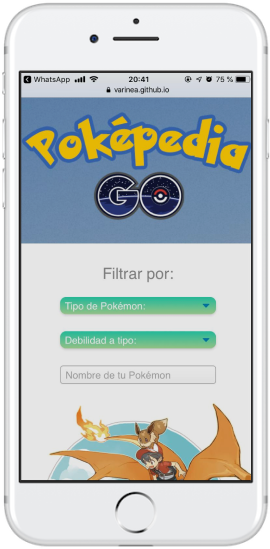 WhatsApp 20:41 75 %
varinea.github.io
Poképedia
GO
Filtrar por:
Tipo de Pokémon:
Debilidad a tipo:
Nombre de tu Pokémon